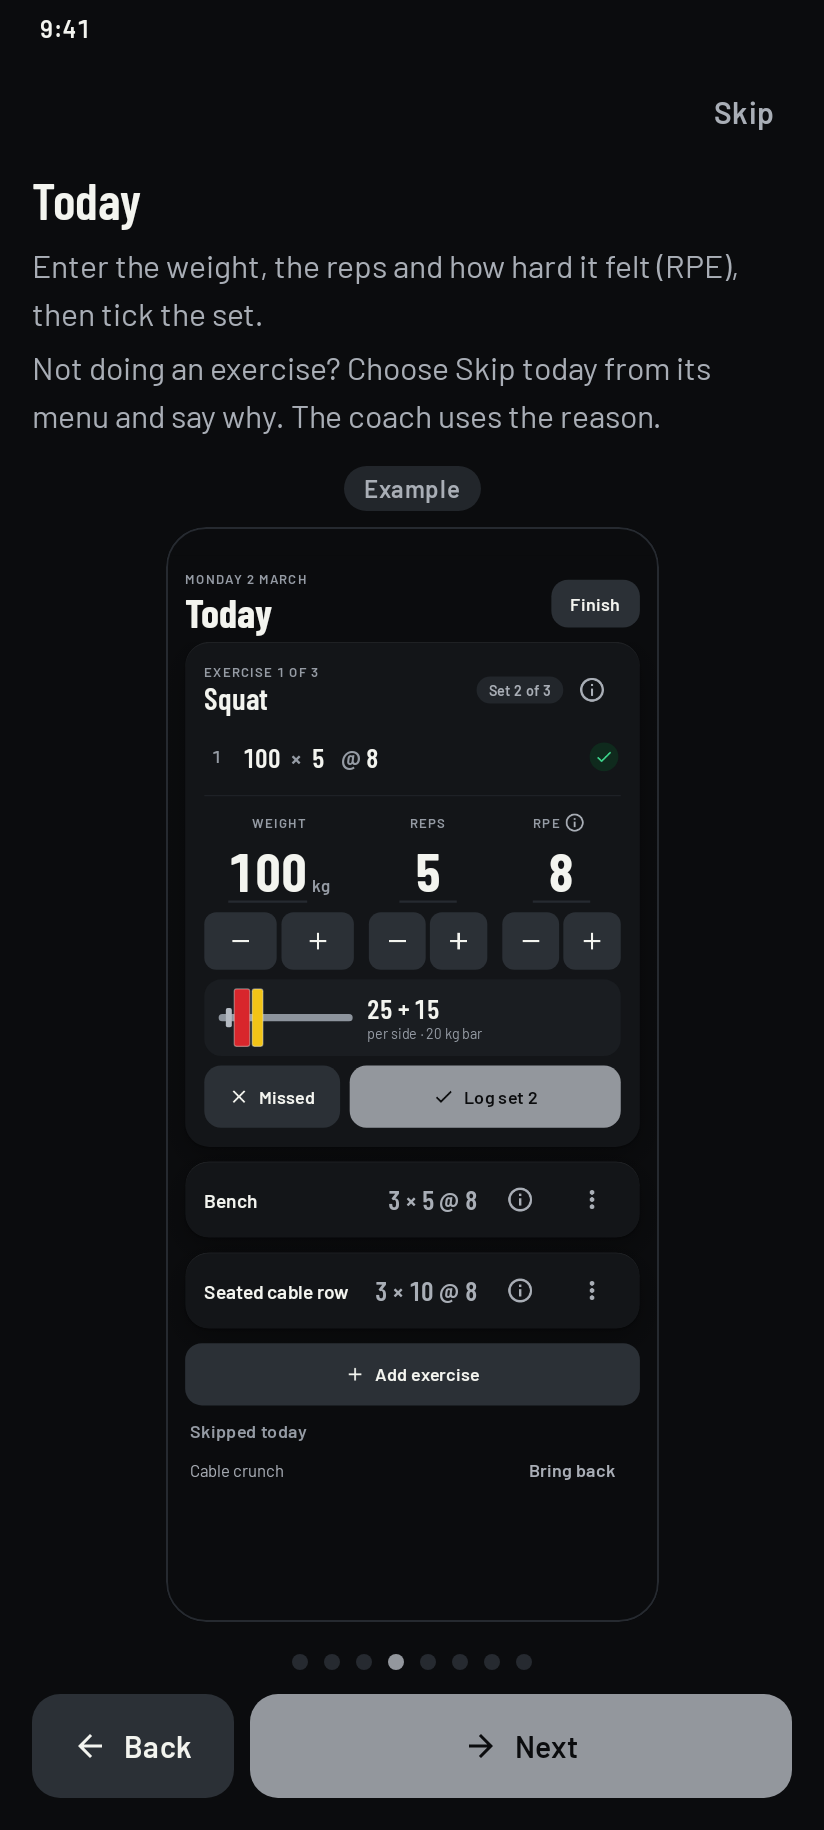 9:41
Skip
Today
Enter the weight, the reps and how hard it felt (RPE),
then tick the set.
Not doing an exercise? Choose Skip today from its
menu and say why. The coach uses the reason.
Example
MONDAY 2 MARCH
Today
Finish
EXERCISE 1 OF 3
Squat
Set 2 of 3
1 100 × 5 @ 8
WEIGHT REPS RPE
100 kg 5 8
25 + 15
per side · 20 kg bar
Missed
Log set 2
Bench 3 × 5 @ 8
Seated cable row 3 × 10 @ 8
Add exercise
Skipped today
Cable crunch Bring back
Back
Next